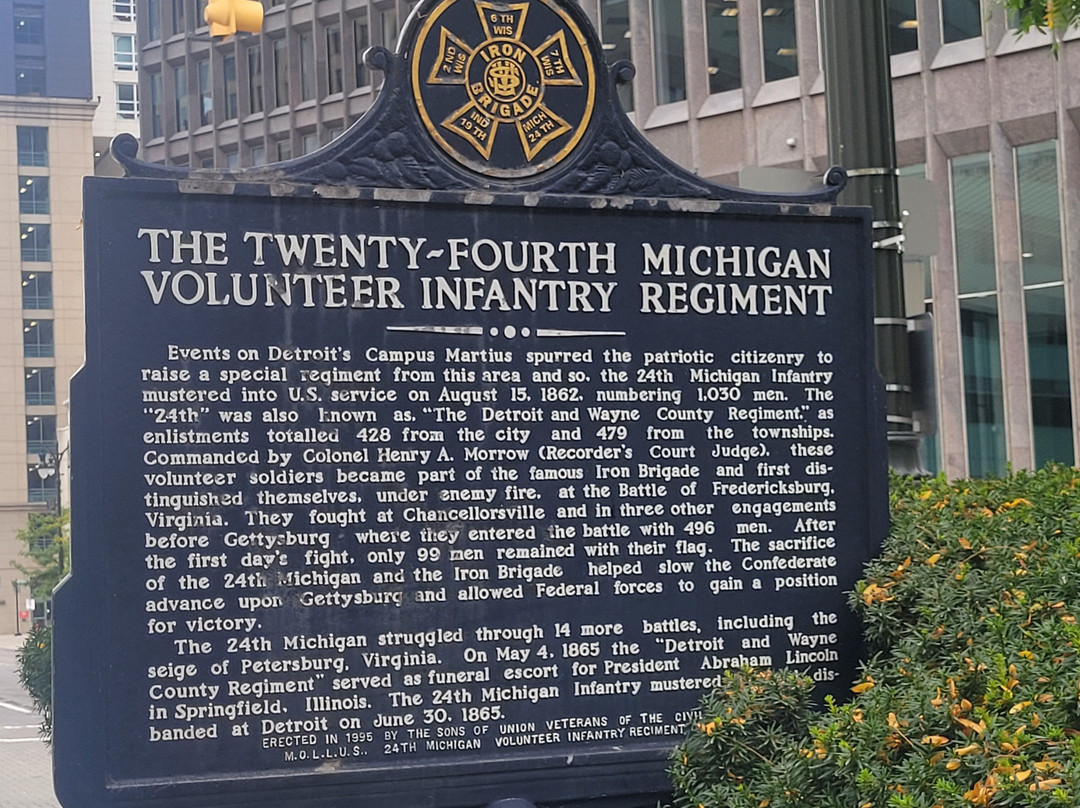 6 TH
WIS
2 ND
WIS
7 TH
WIS
IRON
BRIGADE
IND
19 TH
MICH
24 TH
THE TWENTY-FOURTH MICHIGAN
VOLUNTEER INFANTRY REGIMENT
Events on Detroit's Campus Martius spurred the patriotic citizenry to
raise a special regiment from this area and so, the 24th Michigan Infantry
mustered into U.S. service on August 15, 1862, numbering 1,030 men. The
"24th" was also known as, "The Detroit and Wayne County Regiment," as
enlistments totalled 428 from the city and 479 from the townships.
Commanded by Colonel Henry A. Morrow (Recorder's Court Judge), these
volunteer soldiers became part of the famous Iron Brigade and first dis-
tinguished themselves, under enemy fire, at the Battle of Fredericksburg,
Virginia. They fought at Chancellorsville and in three other engagements
before Gettysburg where they entered the battle with 496 men. After
the first day's fight, only 99 men remained with their flag. The sacrifice
of the 24th Michigan and the Iron Brigade helped slow the Confederate
advance upon Gettysburg and allowed Federal forces to gain a position
for victory.
The 24th Michigan struggled through 14 more battles, including the
seige of Petersburg, Virginia. On May 4, 1865 the "Detroit and Wayne
County Regiment" served as funeral escort for President Abraham Lincoln
in Springfield, Illinois. The 24th Michigan Infantry mustered dis-
banded at Detroit on June 30, 1865.
ERECTED IN 1995 BY THE SONS OF UNION VETERANS OF THE
M.O.L.L.U.S., 24TH MICHIGAN VOLUNTEER INFANTRY REGIMENT